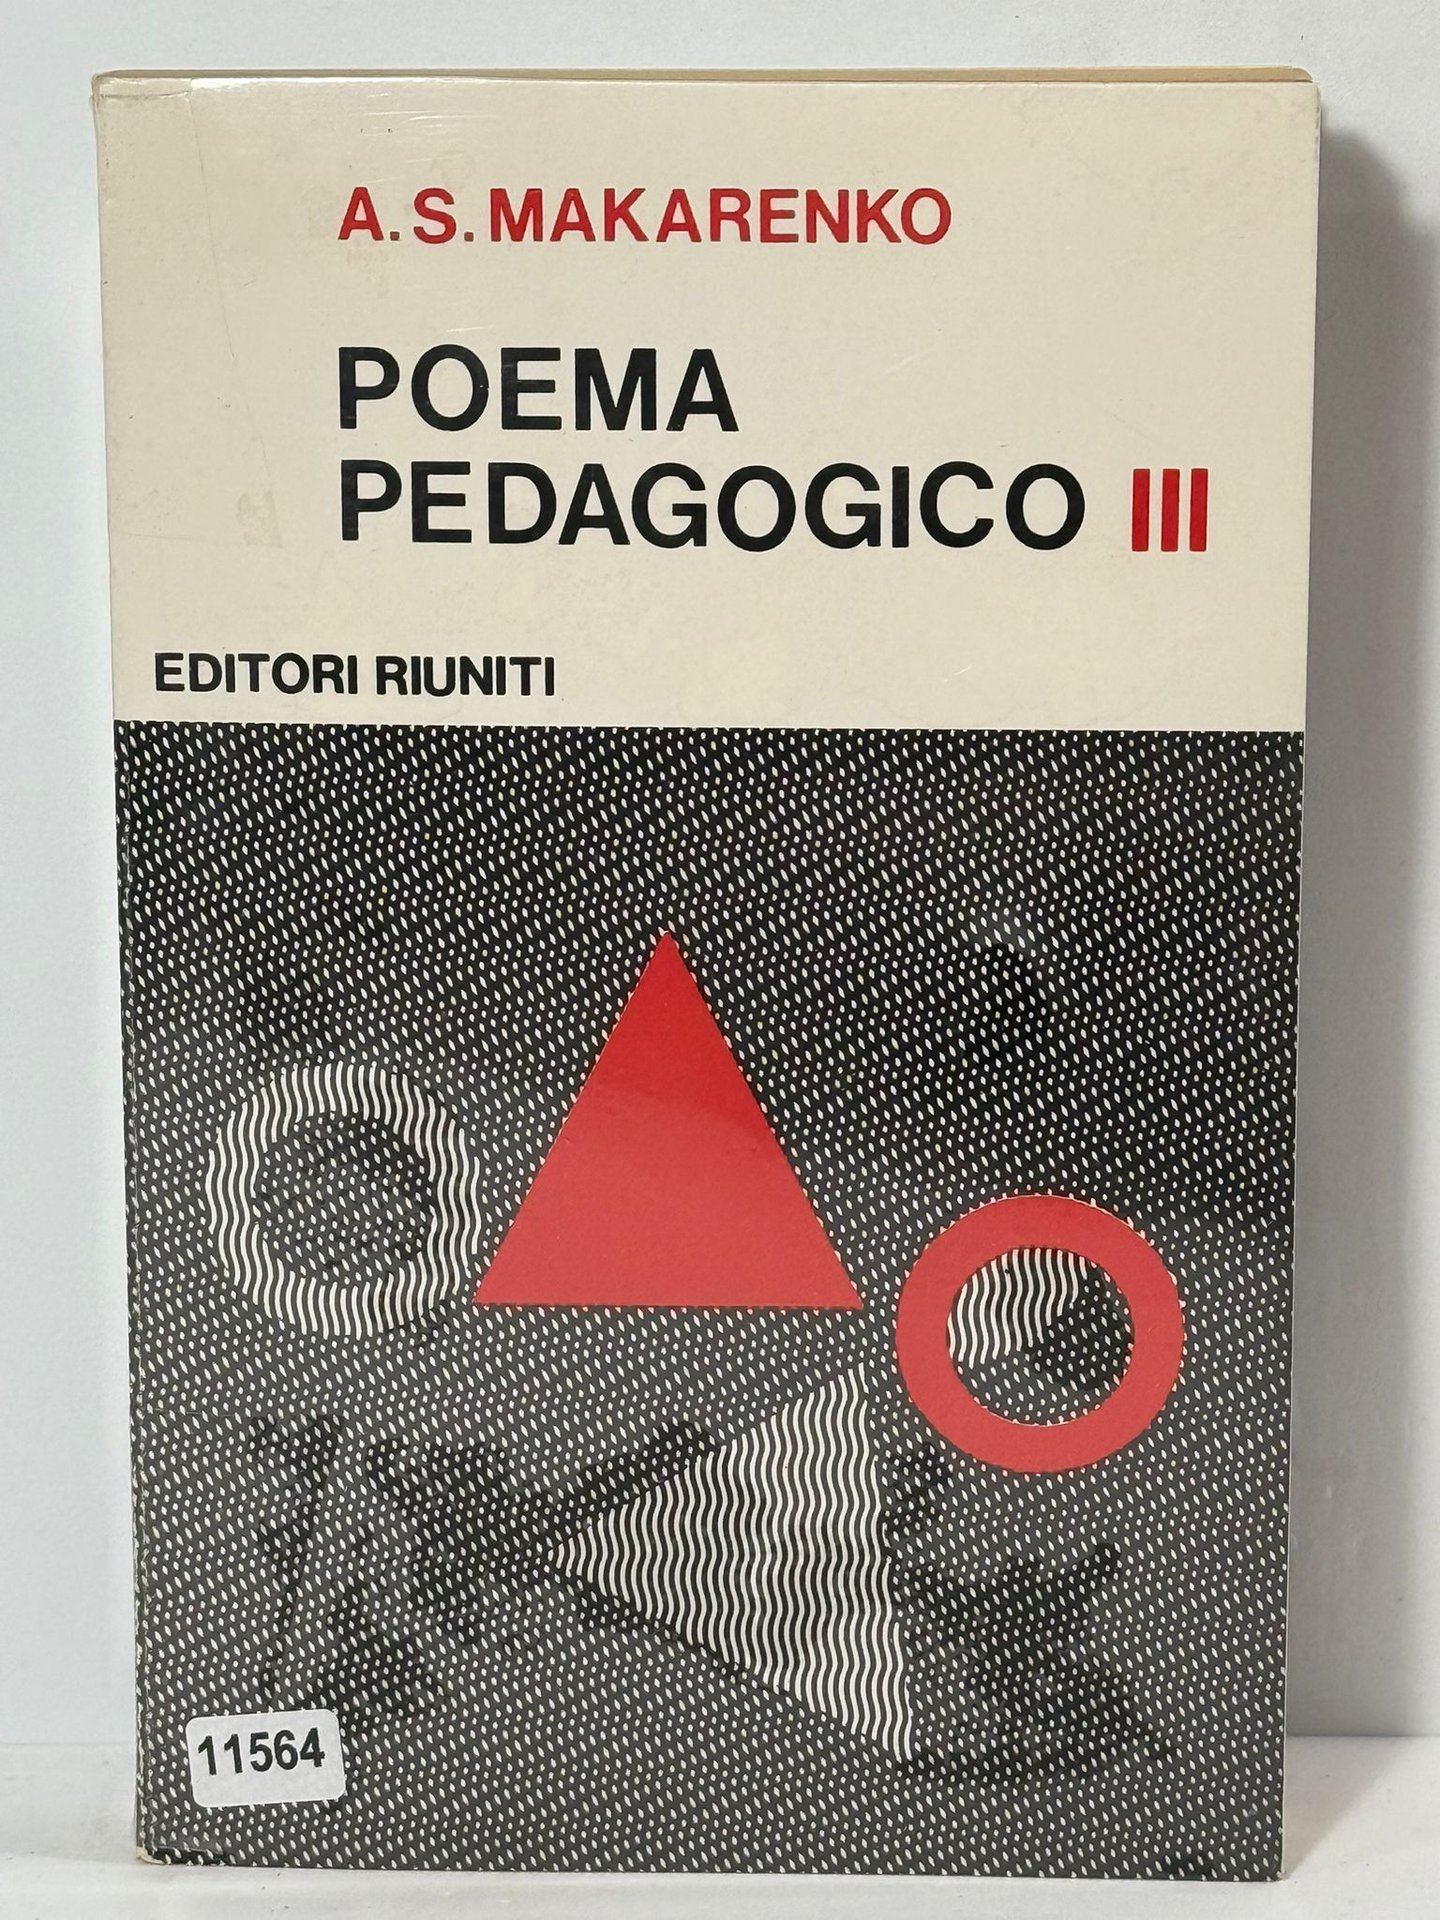 A. S. MAKARENKO
POEMA
PEDAGOGICO III
EDITORI RIUNITI
11564